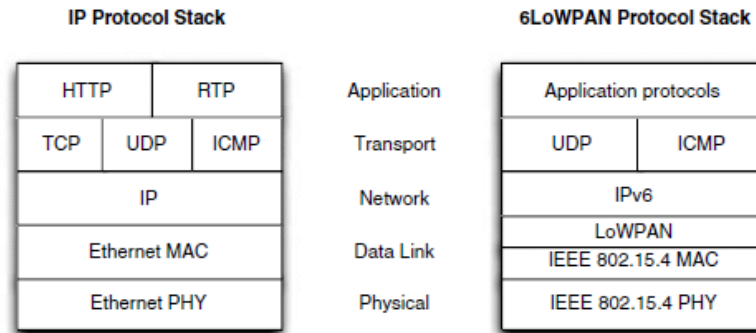 IP Protocol Stack 6LoWPAN Protocol Stack
HTTP RTP Application Application protocols
TCP UDP ICMP Transport UDP ICMP
IP Network IPv6
LoWPAN
Ethernet MAC Data Link IEEE 802.15.4 MAC
Ethernet PHY Physical IEEE 802.15.4 PHY